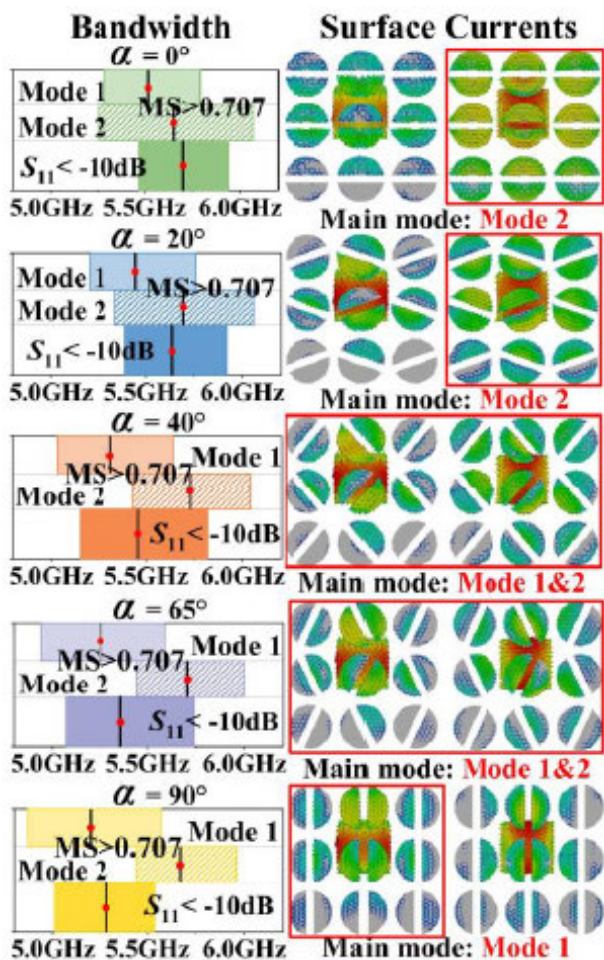 Bandwidth Surface Currents
α = 0°
Mode 1
MS>0.707
Mode 2
S11< -10dB
5.0GHz 5.5GHz 6.0GHz
Main mode: Mode 2
α = 20°
Mode 1
MS>0.707
Mode 2
S11< -10dB
5.0GHz 5.5GHz 6.0GHz
Main mode: Mode 2
α = 40°
Mode 1
MS>0.707
Mode 2
S11< -10dB
5.0GHz 5.5GHz 6.0GHz
Main mode: Mode 1&2
α = 65°
Mode 1
MS>0.707
Mode 2
S11< -10dB
5.0GHz 5.5GHz 6.0GHz
Main mode: Mode 1&2
α = 90°
Mode 1
MS>0.707
Mode 2
S11< -10dB
5.0GHz 5.5GHz 6.0GHz
Main mode: Mode 1